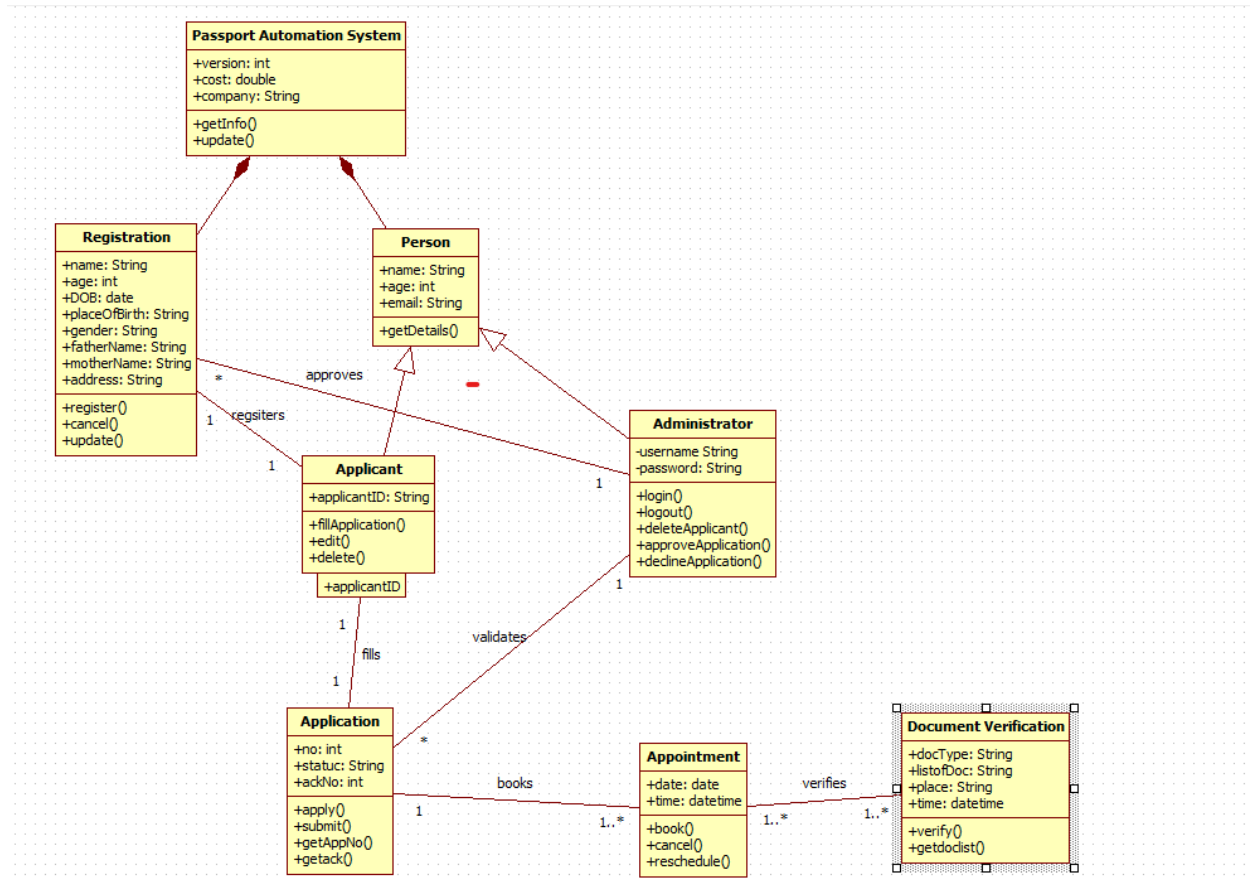 Passport Automation System
+version: int
+cost: double
+company: String
+getInfo()
+update()
Registration
+name: String
+age: int
+DOB: date
+placeOfBirth: String
+gender: String
+fatherName: String
+motherName: String
+address: String
+register()
+cancel()
+update()
Person
+name: String
+age: int
+email: String
+getDetails()
*
approves
1
1
regsiters
1
Administrator
-username String
-password: String
+login()
+logout()
+deleteApplicant()
+approveApplication()
+declineApplication()
Applicant
+applicantID: String
+fillApplication()
+edit()
+delete()
+applicantID
1
fills
1
1
validates
*
Application
+no: int
+statuc: String
+ackNo: int
+apply()
+submit()
+getAppNo()
+getack()
books
1
1..*
Appointment
+date: date
+time: datetime
+book()
+cancel()
+reschedule()
verifies
1..*
1..*
Document Verification
+docType: String
+listofDoc: String
+place: String
+time: datetime
+verify()
+getdoclist()